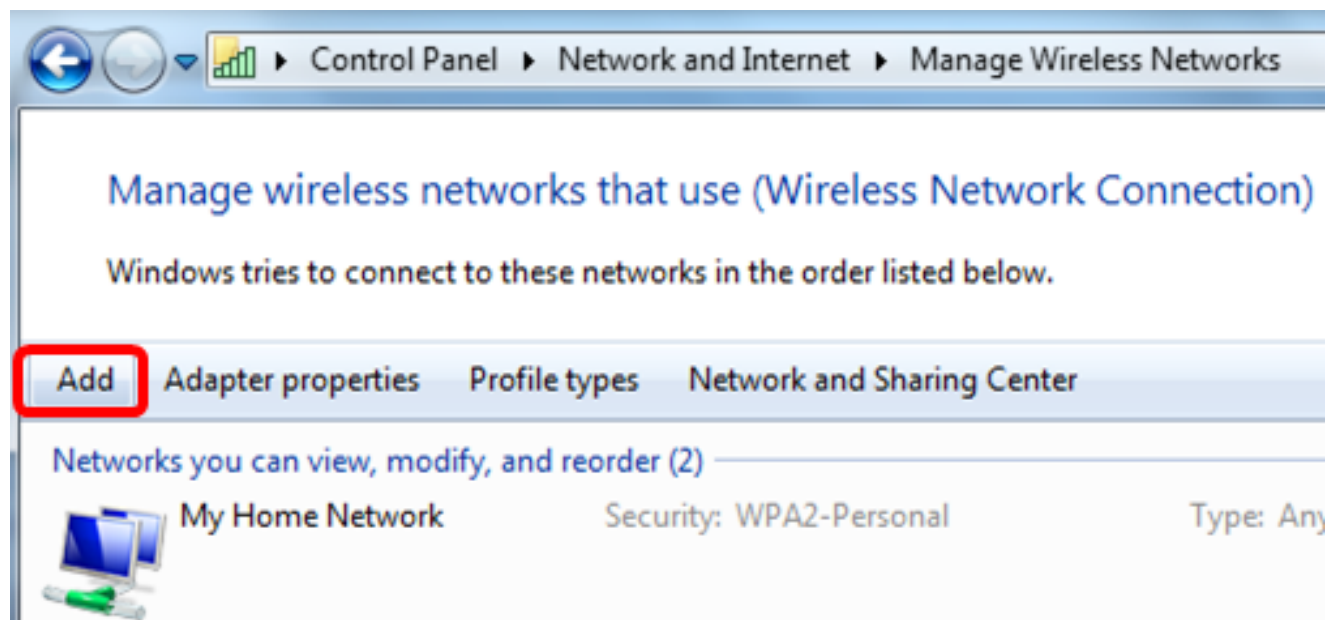 Control Panel Network and Internet Manage Wireless Networks
Manage wireless networks that use (Wireless Network Connection)
Windows tries to connect to these networks in the order listed below.
Add Adapter properties Profile types Network and Sharing Center
Networks you can view, modify, and reorder (2)
My Home Network Security: WPA2-Personal Type: Any